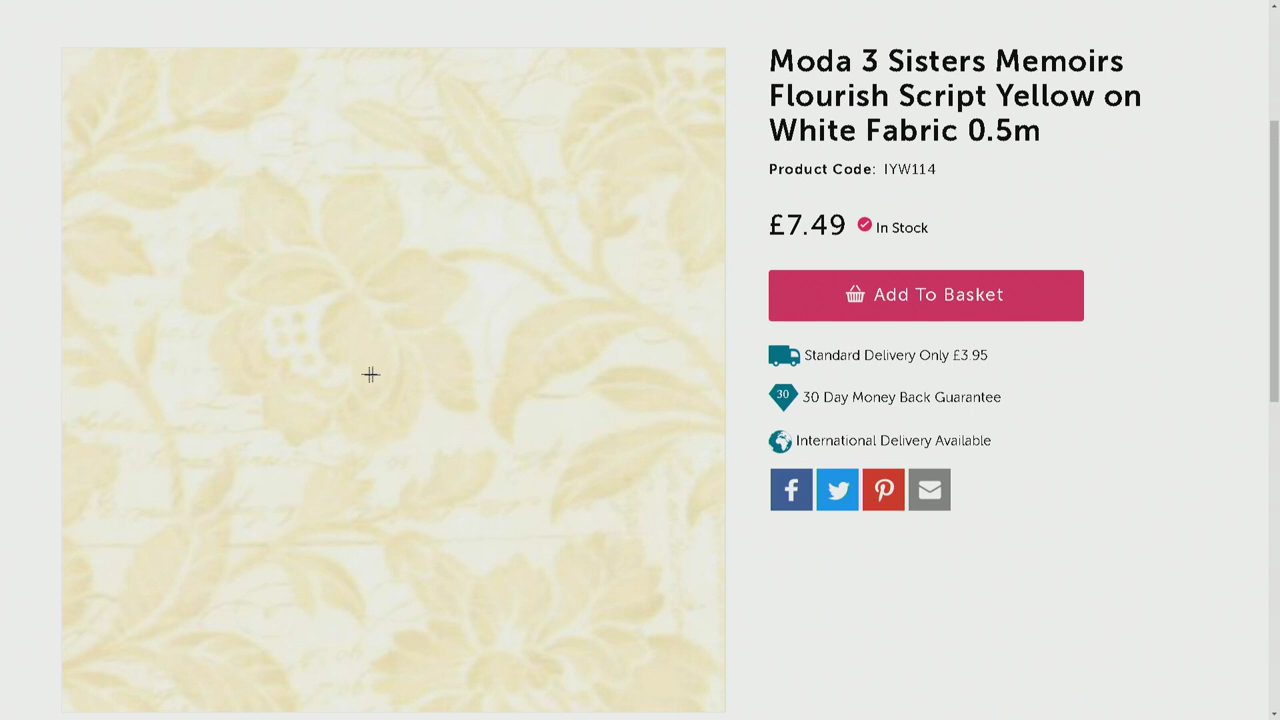 Moda 3 Sisters Memoirs
Flourish Script Yellow on
White Fabric 0.5m
Product Code: IYW114
£7.49 In Stock
Add To Basket
Standard Delivery Only £3.95
30 30 Day Money Back Guarantee
International Delivery Available